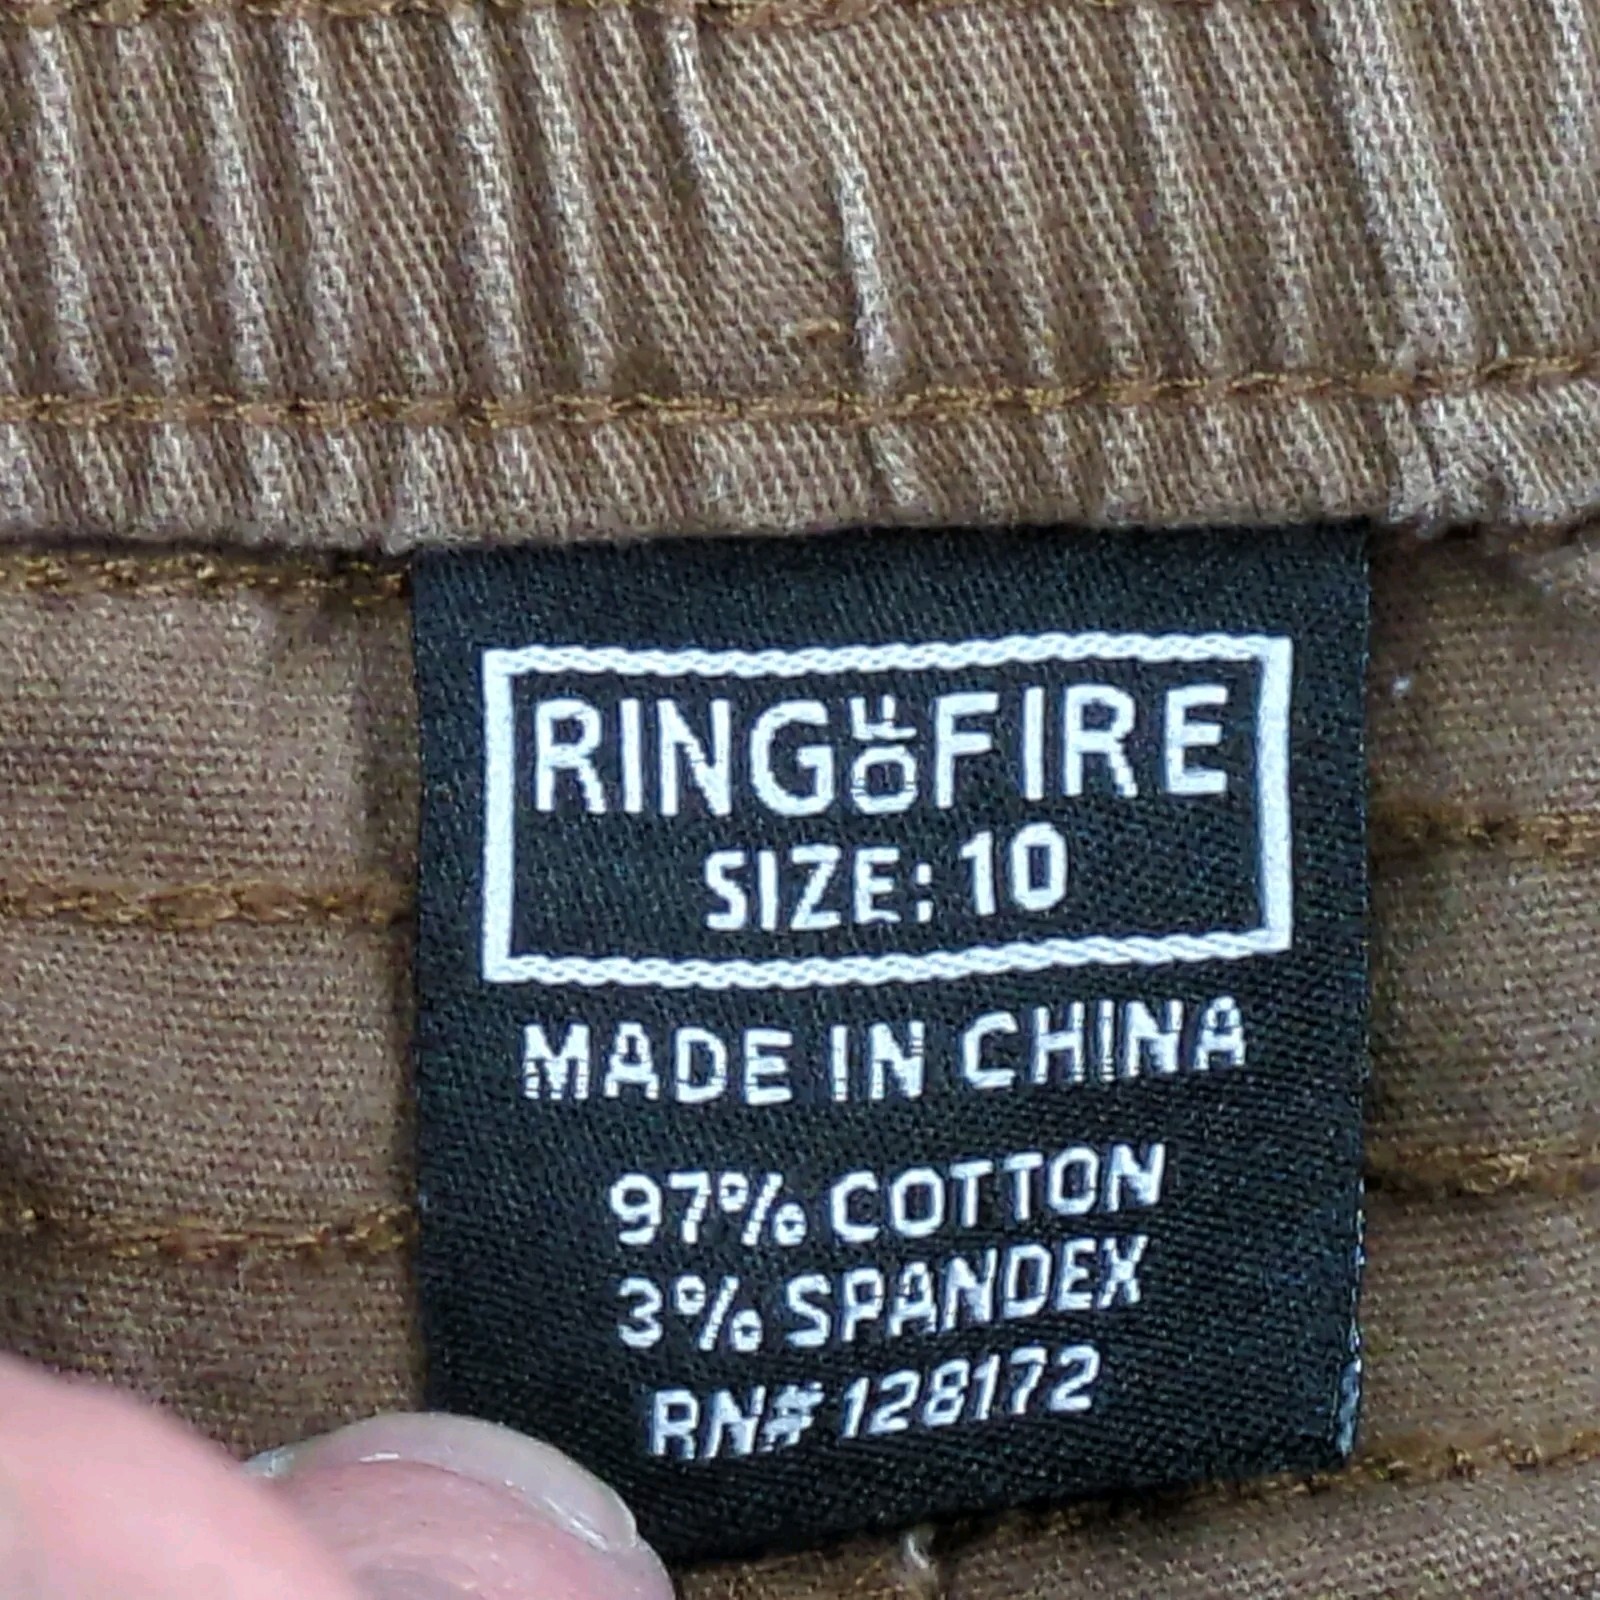 RING OF FIRE
SIZE: 10
MADE IN CHINA
97% COTTON
3% SPANDEX
RN# 128172